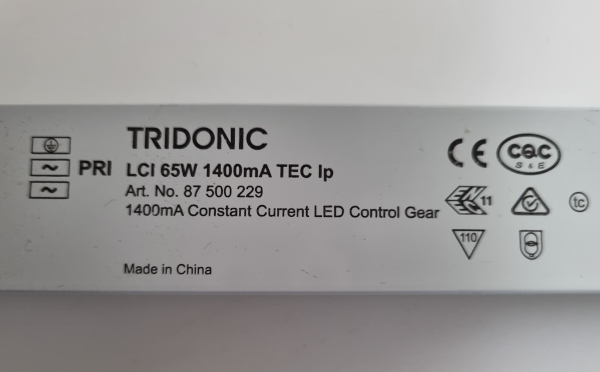 TRIDONIC
PRI LCI 65W 1400mA TEC lp
Art. No. 87 500 229
1400mA Constant Current LED Control Gear
Made in China
CE CQC
S & E
11 tc
110